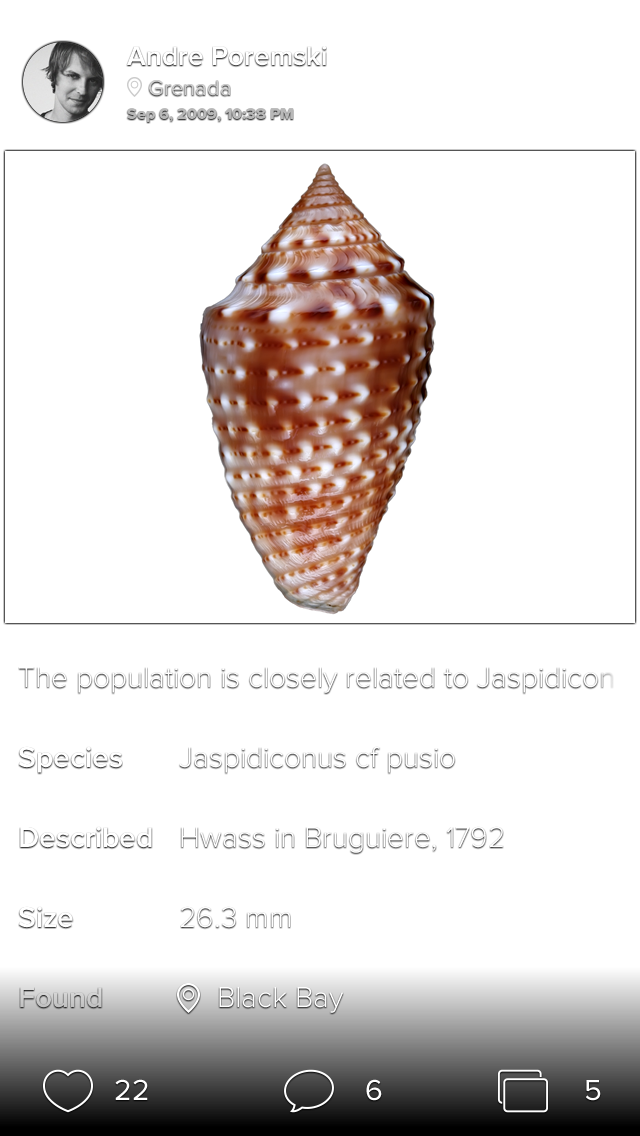 Andre Poremski
Grenada
Sep 6, 2009, 10:38 PM
The population is closely related to Jaspidicon
Species Jaspidiconus cf pusio
Described Hwass in Bruguiere, 1792
Size 26.3 mm
Found Black Bay
22 6 5